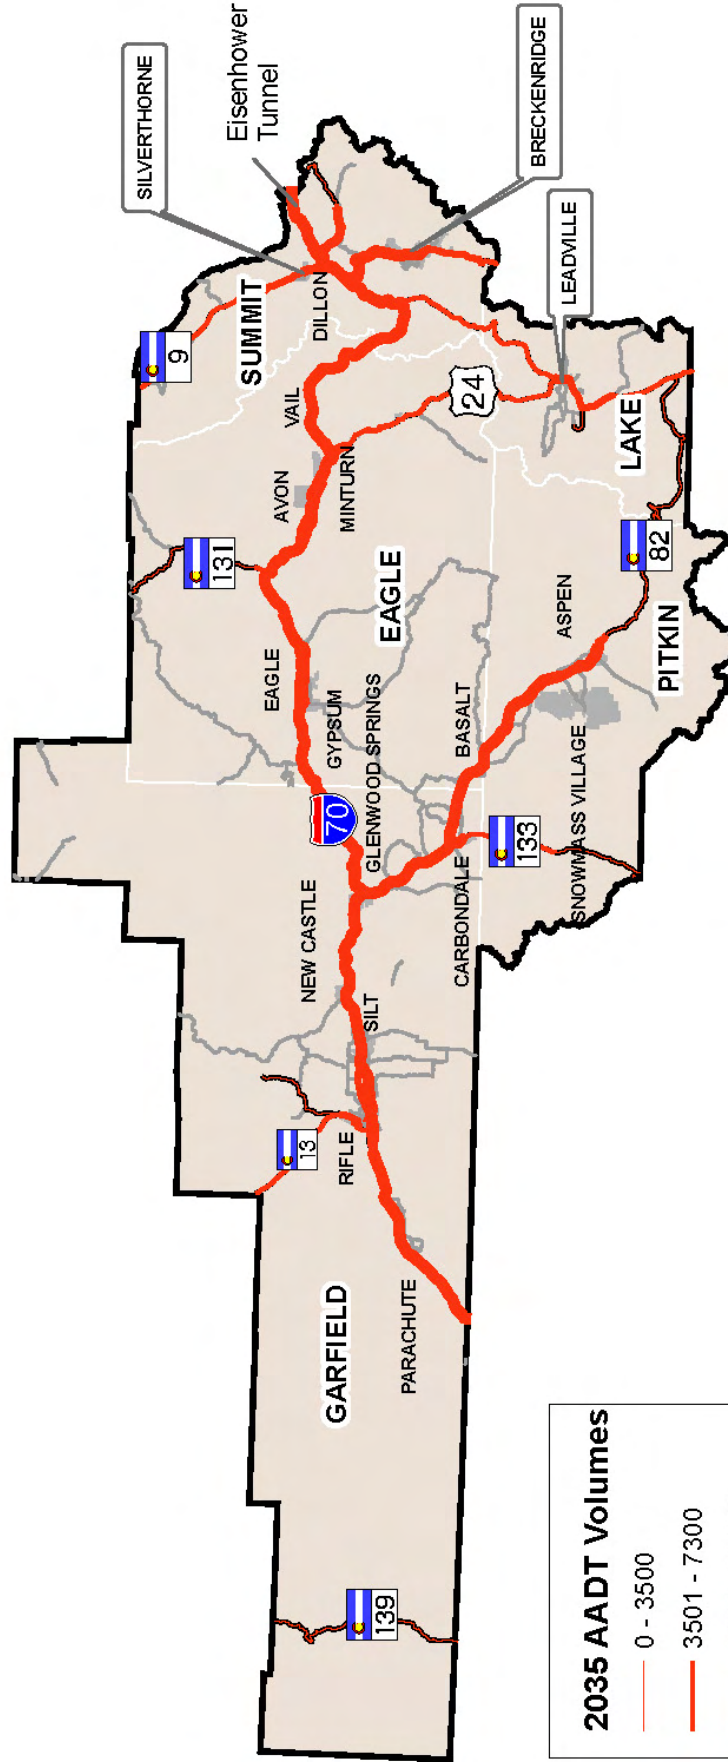 SILVERTHORNE
Eisenhower
Tunnel
BRECKENRIDGE
LEADVILLE
9
SUMMIT
DILLON
VAIL
24
LAKE
AVON
MINTURN
131
EAGLE
82
ASPEN
PITKIN
EAGLE
GYPSUM
BASALT
70
GLENWOOD SPRINGS
133
SNOWMASS VILLAGE
NEW CASTLE
CARBONDALE
SILT
13
RIFLE
PARACHUTE
GARFIELD
139
2035 AADT Volumes
0 - 3500
3501 - 7300